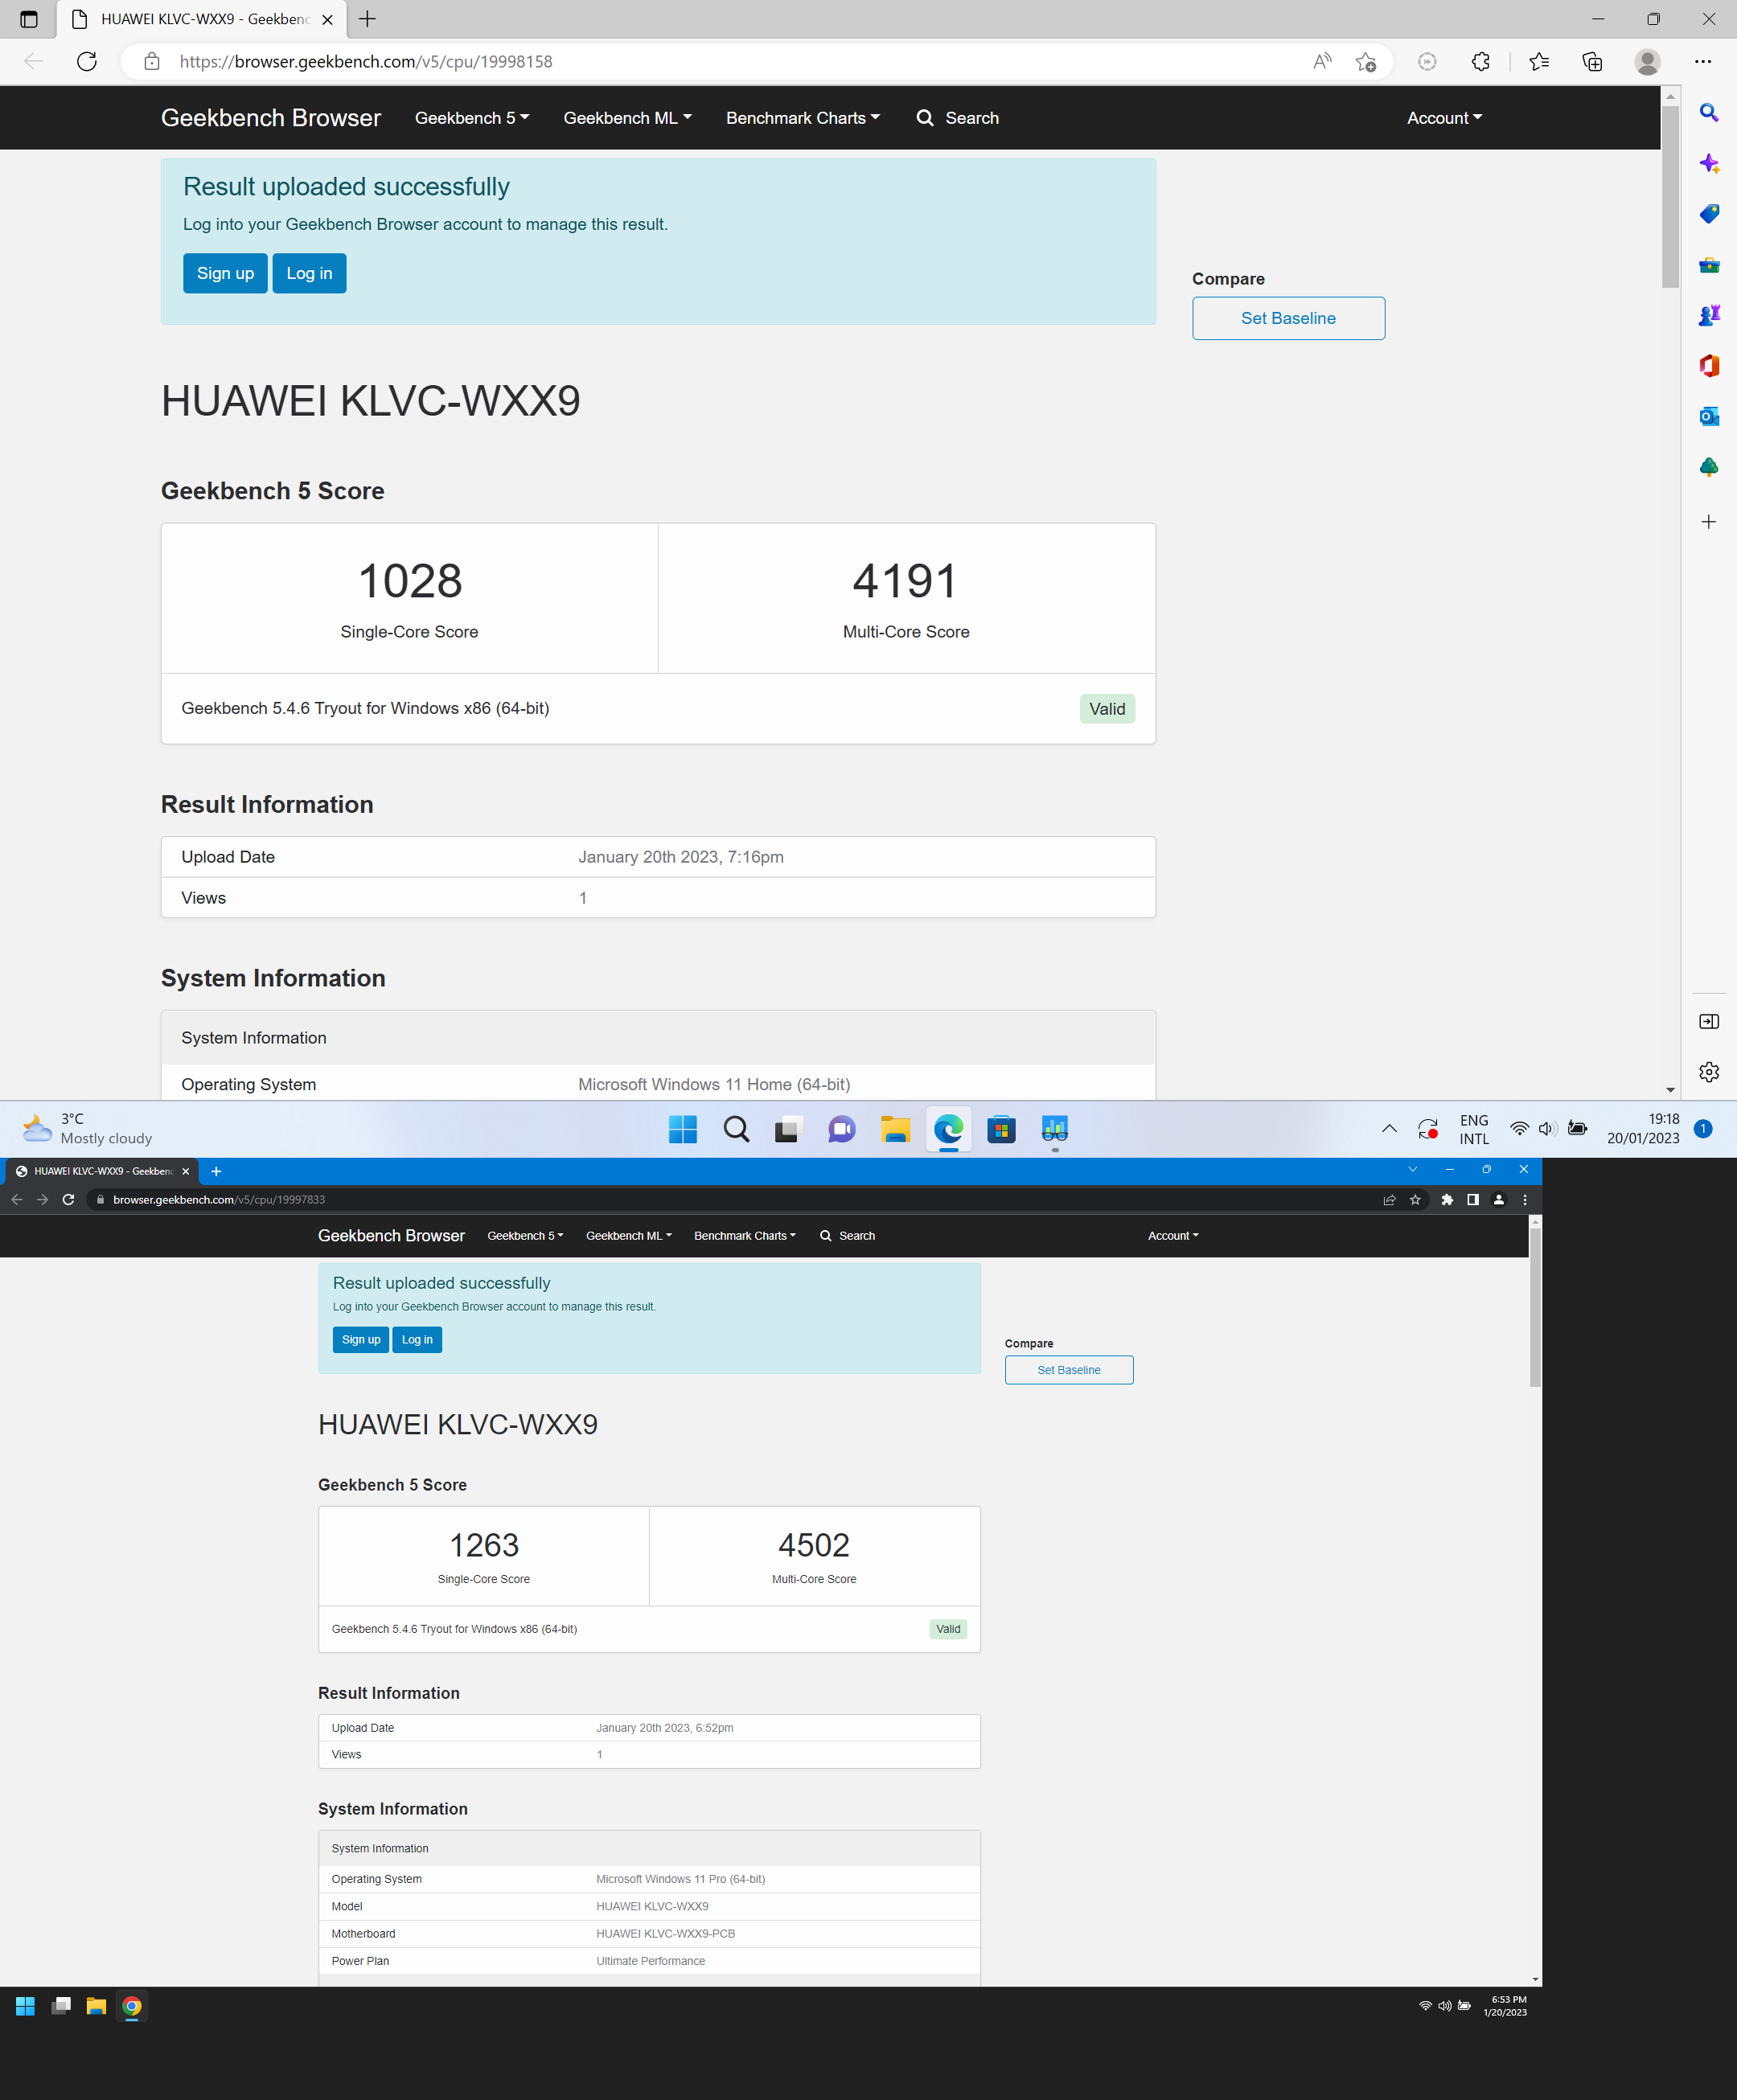 HUAWEI KLVC-WXX9 - Geekbenc
https://browser.geekbench.com/v5/cpu/19998158
Geekbench Browser Geekbench 5 Geekbench ML Benchmark Charts Search Account
Result uploaded successfully
Log into your Geekbench Browser account to manage this result.
Sign up Log in
Compare
Set Baseline
HUAWEI KLVC-WXX9
Geekbench 5 Score
1028 4191
Single-Core Score Multi-Core Score
Geekbench 5.4.6 Tryout for Windows x86 (64-bit) Valid
Result Information
Upload Date January 20th 2023, 7:16pm
Views 1
System Information
System Information
Operating System Microsoft Windows 11 Home (64-bit)
3°C
Mostly cloudy
ENG
INTL
19:18
20/01/2023
1
HUAWEI KLVC-WXX9 - Geekbenc
browser.geekbench.com/v5/cpu/19997833
Geekbench Browser Geekbench 5 Geekbench ML Benchmark Charts Search Account
Result uploaded successfully
Log into your Geekbench Browser account to manage this result.
Sign up Log in
Compare
Set Baseline
HUAWEI KLVC-WXX9
Geekbench 5 Score
1263 4502
Single-Core Score Multi-Core Score
Geekbench 5.4.6 Tryout for Windows x86 (64-bit) Valid
Result Information
Upload Date January 20th 2023, 6:52pm
Views 1
System Information
System Information
Operating System Microsoft Windows 11 Pro (64-bit)
Model HUAWEI KLVC-WXX9
Motherboard HUAWEI KLVC-WXX9-PCB
Power Plan Ultimate Performance
6:53 PM
1/20/2023